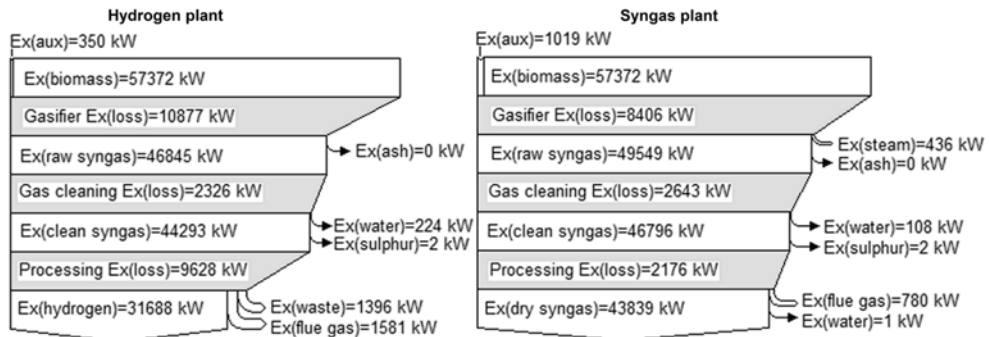 Hydrogen plant
Ex(aux)=350 kW
Ex(biomass)=57372 kW
Gasifier Ex(loss)=10877 kW
Ex(raw syngas)=46845 kW
Ex(ash)=0 kW
Gas cleaning Ex(loss)=2326 kW
Ex(clean syngas)=44293 kW
Ex(water)=224 kW
Ex(sulphur)=2 kW
Processing Ex(loss)=9628 kW
Ex(hydrogen)=31688 kW
Ex(waste)=1396 kW
Ex(flue gas)=1581 kW
Syngas plant
Ex(aux)=1019 kW
Ex(biomass)=57372 kW
Gasifier Ex(loss)=8406 kW
Ex(steam)=436 kW
Ex(raw syngas)=49549 kW
Ex(ash)=0 kW
Gas cleaning Ex(loss)=2643 kW
Ex(clean syngas)=46796 kW
Ex(water)=108 kW
Ex(sulphur)=2 kW
Processing Ex(loss)=2176 kW
Ex(dry syngas)=43839 kW
Ex(flue gas)=780 kW
Ex(water)=1 kW